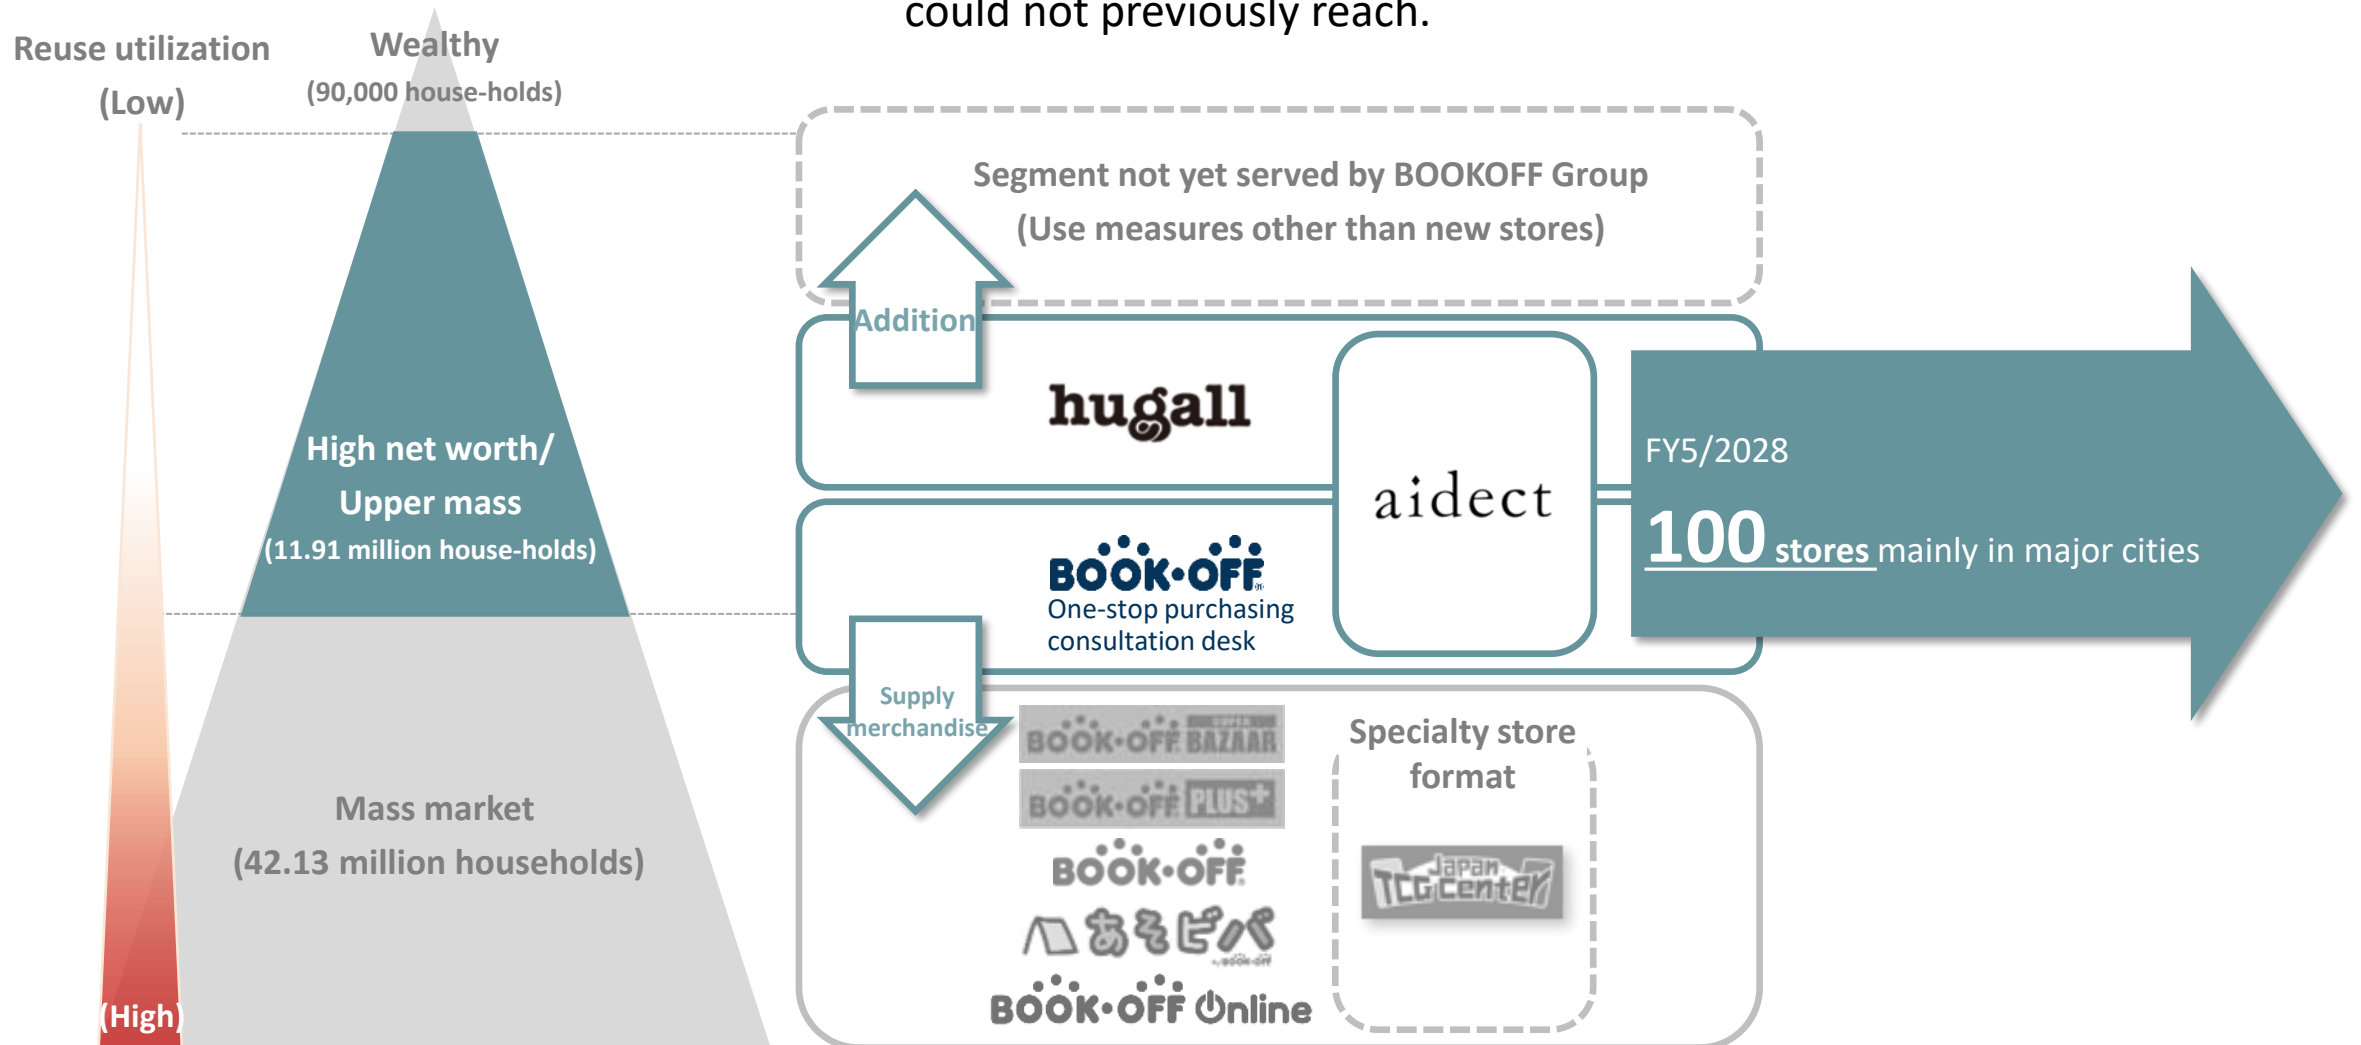 could not previously reach.
Reuse utilization
(Low)
Wealthy
(90,000 house-holds)
Segment not yet served by BOOKOFF Group
(Use measures other than new stores)
Addition
hugall
aidect
High net worth/
Upper mass
(11.91 million house-holds)
BOOK•OFF
One-stop purchasing
consultation desk
FY5/2028
100 stores mainly in major cities
Supply
merchandise
BOOK•OFF BAZAAR
BOOK•OFF PLUS+
BOOK•OFF
あそビバ
by BOOK•OFF
BOOK•OFF Online
Specialty store
format
Japan
TCG Center
Mass market
(42.13 million households)
(High)